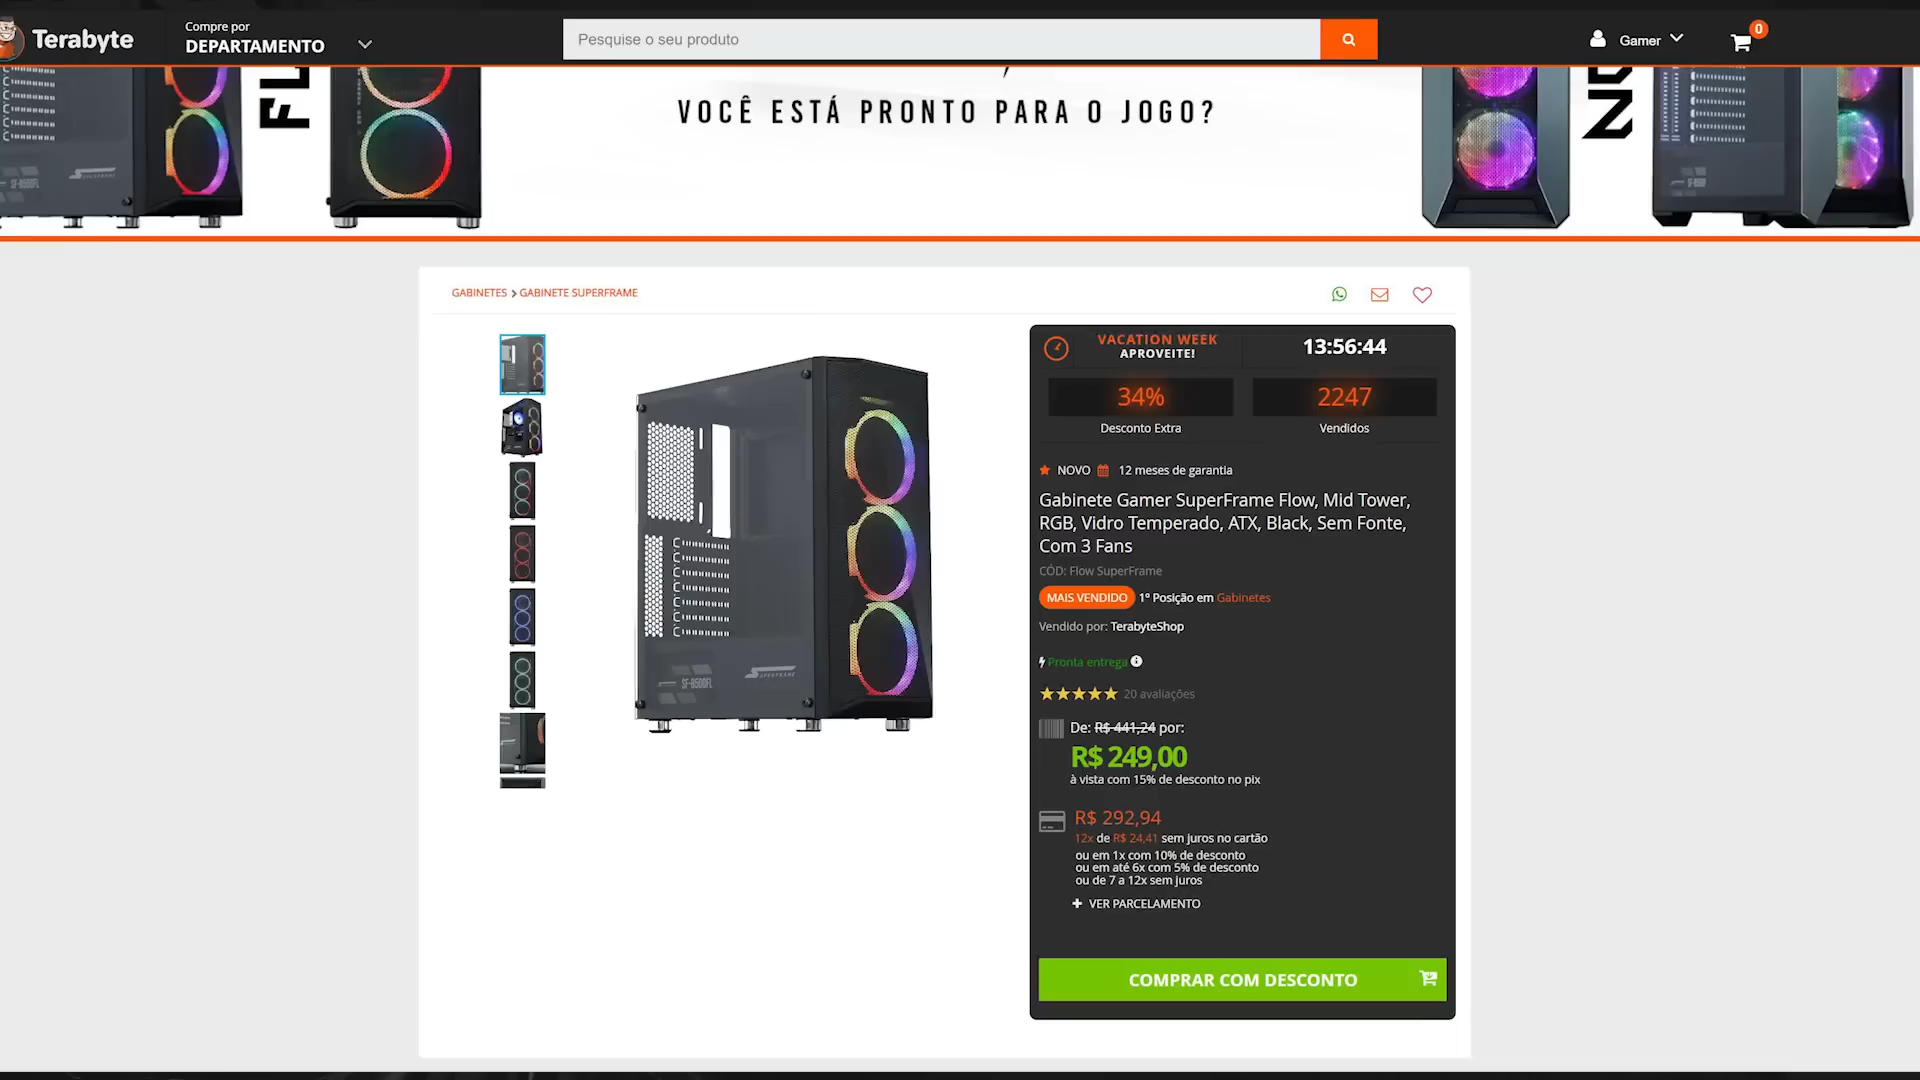 Terabyte
Compre por
DEPARTAMENTO
Pesquise o seu produto
Gamer
0
FL
VOCÊ ESTÁ PRONTO PARA O JOGO?
SUPERFRAME
GABINETES > GABINETE SUPERFRAME
VACATION WEEK
APROVEITE!
13:56:44
34%
Desconto Extra
2247
Vendidos
NOVO 12 meses de garantia
Gabinete Gamer SuperFrame Flow, Mid Tower,
RGB, Vidro Temperado, ATX, Black, Sem Fonte,
Com 3 Fans
CÓD: Flow SuperFrame
MAIS VENDIDO 1º Posição em Gabinetes
Vendido por: TerabyteShop
Pronta entrega
20 avaliações
De: R$ 441,24 por:
R$ 249,00
à vista com 15% de desconto no pix
R$ 292,94
12x de R$ 24,41 sem juros no cartão
ou em 1x com 10% de desconto
ou em até 6x com 5% de desconto
ou de 7 a 12x sem juros
+ VER PARCELAMENTO
COMPRAR COM DESCONTO
SF-B500FL
SUPERFRAME